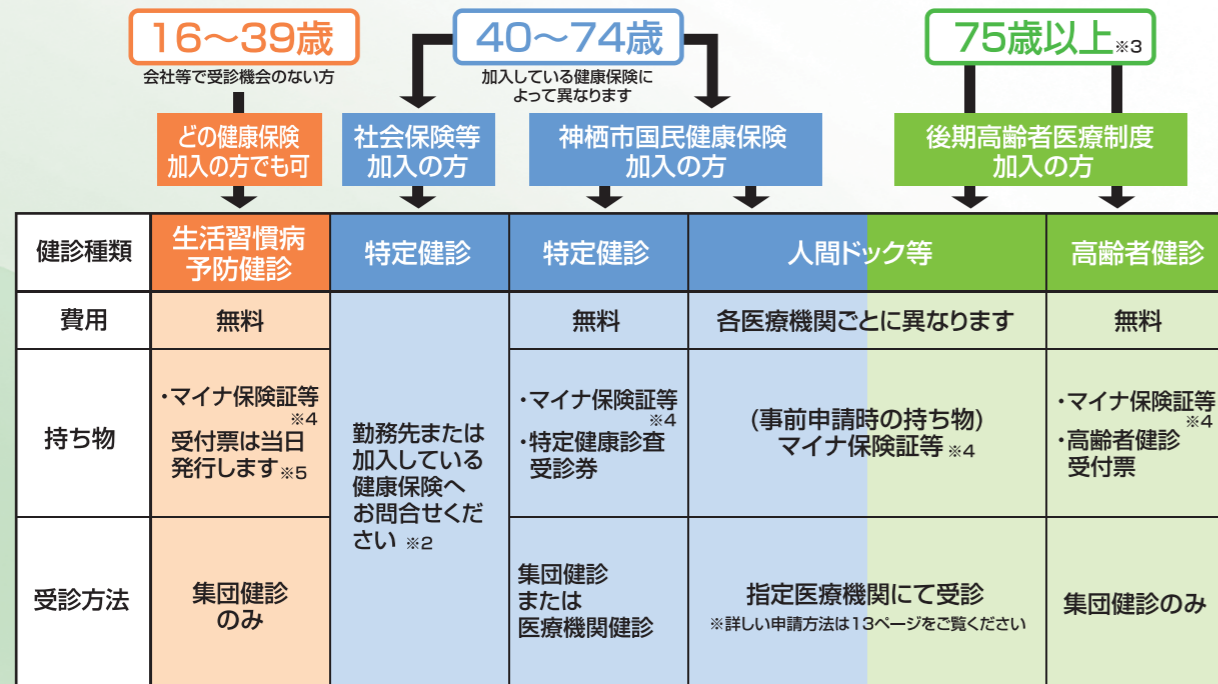 16〜39歳
会社等で受診機会のない方
40〜74歳
加入している健康保険に
よって異なります
75歳以上※3
どの健康保険
加入の方でも可
社会保険等
加入の方
神栖市国民健康保険
加入の方
後期高齢者医療制度
加入の方
健診種類
生活習慣病
予防健診
特定健診
特定健診
人間ドック等
高齢者健診
費用
無料
無料
各医療機関ごとに異なります
無料
持ち物
・マイナ保険証等
※4
受付票は当日
発行します※5
勤務先または
加入している
健康保険へ
お問合せくだ
さい ※2
・マイナ保険証等
※4
・特定健康診査
受診券
(事前申請時の持ち物)
マイナ保険証等 ※4
・マイナ保険証等
※4
・高齢者健診
受付票
受診方法
集団健診
のみ
集団健診
または
医療機関健診
指定医療機関にて受診
※詳しい申請方法は13ページをご覧ください
集団健診のみ